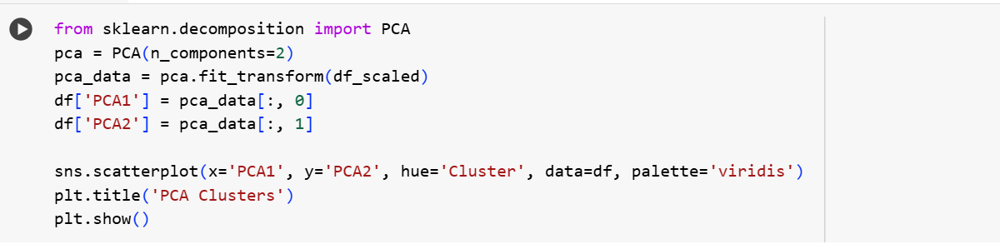 from sklearn.decomposition import PCA
pca = PCA(n_components=2)
pca_data = pca.fit_transform(df_scaled)
df['PCA1'] = pca_data[:, 0]
df['PCA2'] = pca_data[:, 1]
sns.scatterplot(x='PCA1', y='PCA2', hue='Cluster', data=df, palette='viridis')
plt.title('PCA Clusters')
plt.show()